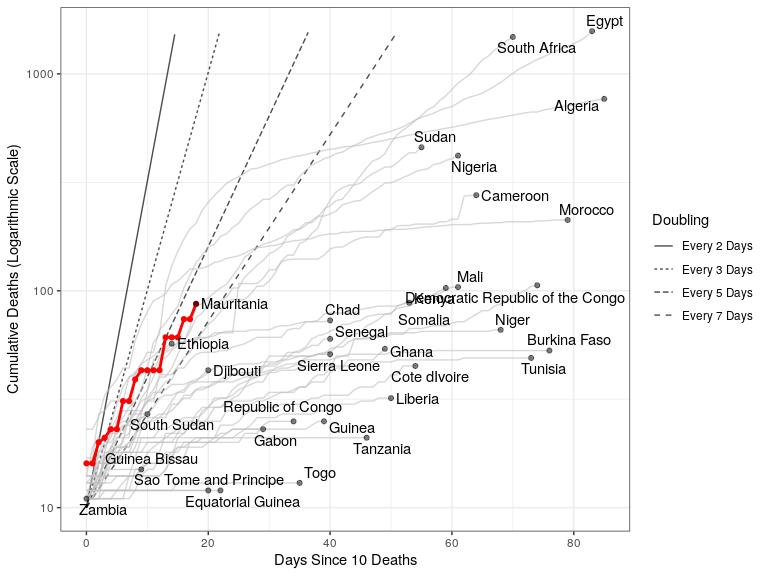 Egypt
South Africa
Algeria
Sudan
Nigeria
Cameroon
Morocco
Mali
Kenya
Democratic Republic of the Congo
Mauritania
Chad
Somalia
Niger
Senegal
Ethiopia
Burkina Faso
Ghana
Sierra Leone
Tunisia
Djibouti
Cote dIvoire
Liberia
Republic of Congo
South Sudan
Guinea
Gabon
Tanzania
Guinea Bissau
Togo
Sao Tome and Principe
Equatorial Guinea
Zambia
1000
100
10
0
20
40
60
80
Days Since 10 Deaths
Cumulative Deaths (Logarithmic Scale)
Doubling
Every 2 Days
Every 3 Days
Every 5 Days
Every 7 Days